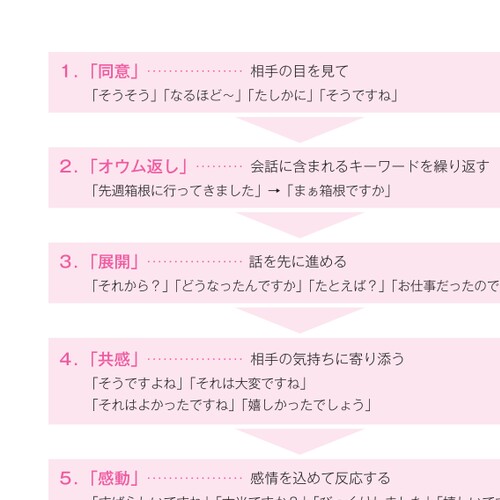 1.「同意」………………… 相手の目を見て
「そうそう」「なるほど～」「たしかに」「そうですね」
2.「オウム返し」……… 会話に含まれるキーワードを繰り返す
「先週箱根に行ってきました」→「まぁ箱根ですか」
3.「展開」………………… 話を先に進める
「それから？」「どうなったんですか」「たとえば？」「お仕事だったので
4.「共感」………………… 相手の気持ちに寄り添う
「そうですよね」「それは大変ですね」
「それはよかったですね」「嬉しかったでしょう」
5.「感動」………………… 感情を込めて反応する